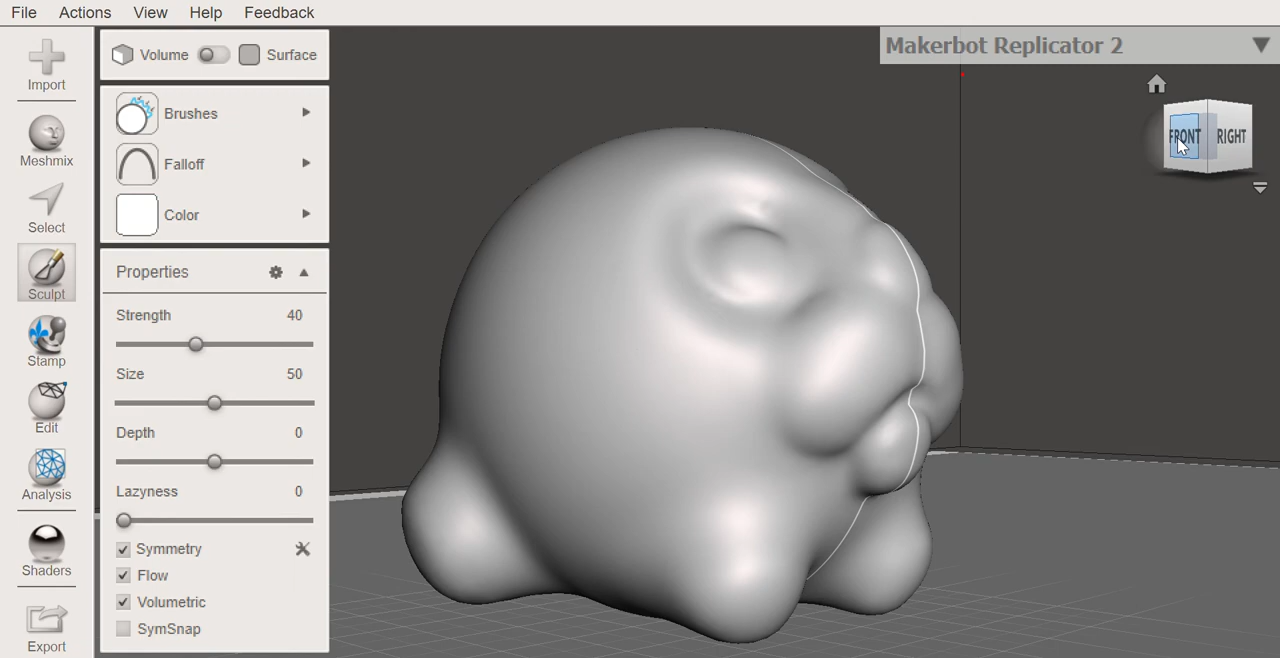 File Actions View Help Feedback
Import
Meshmix
Select
Sculpt
Stamp
Edit
Analysis
Shaders
Export
Volume Surface
Brushes
Falloff
Color
Properties
Strength 40
Size 50
Depth 0
Lazyness 0
Symmetry
Flow
Volumetric
SymSnap
Makerbot Replicator 2
FRONT RIGHT